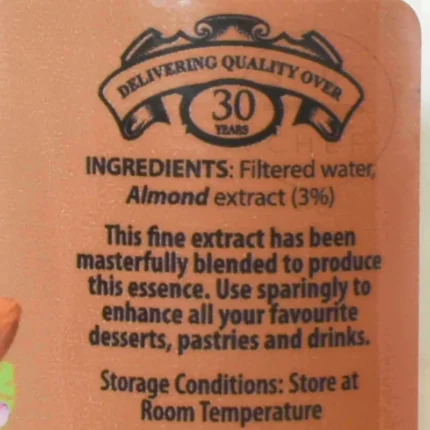 DELIVERING QUALITY OVER
30
YEARS
INGREDIENTS: Filtered water,
Almond extract (3%)
This fine extract has been
masterfully blended to produce
this essence. Use sparingly to
enhance all your favourite
desserts, pastries and drinks.
Storage Conditions: Store at
Room Temperature